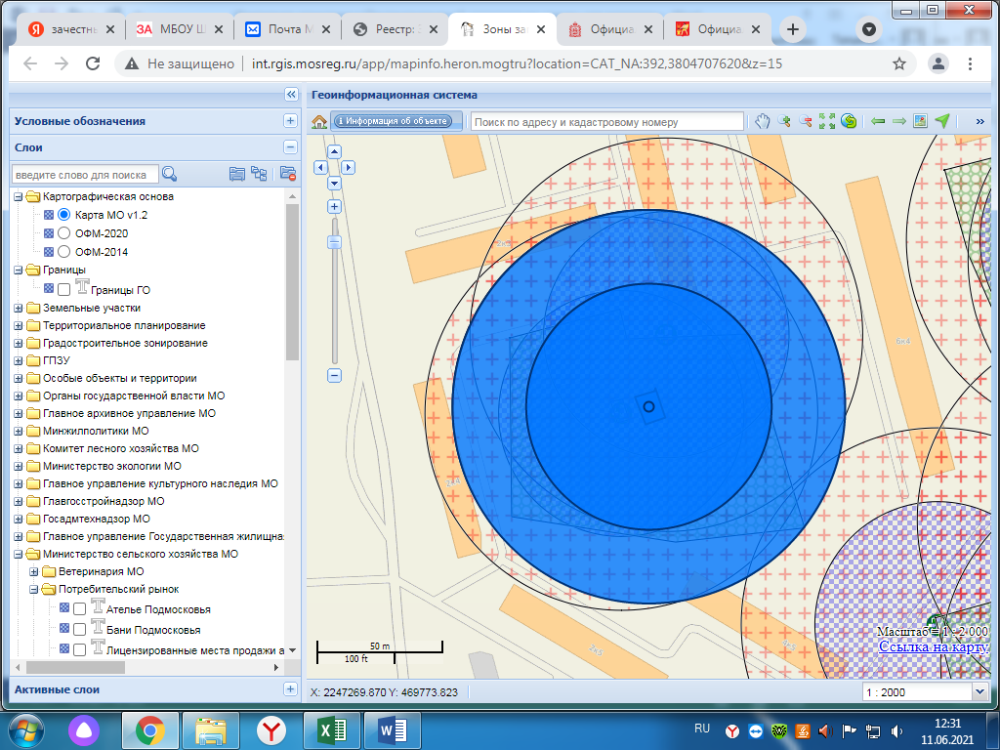 зачестны
МБОУ Ш
Почта М
Реестр: З
Зоны за
Официа
Официа
Не защищено
int.rgis.mosreg.ru/app/mapinfo.heron.mogtru?location=CAT_NA:392,3804707620&z=15
Геоинформационная система
Условные обозначения
Информация об объекте
Поиск по адресу и кадастровому номеру
Слои
введите слово для поиска
Картографическая основа
Карта МО v1.2
ОФМ-2020
ОФМ-2014
Границы
Границы ГО
Земельные участки
Территориальное планирование
Градостроительное зонирование
ГПЗУ
Особые объекты и территории
Органы государственной власти МО
Главное архивное управление МО
Минжилполитики МО
Комитет лесного хозяйства МО
Министерство экологии МО
Главное управление культурного наследия МО
Главгосстройнадзор МО
Госадмтехнадзор МО
Главное управление Государственная жилищна
Министерство сельского хозяйства МО
Ветеринария МО
Потребительский рынок
Ателье Подмосковья
Бани Подмосковья
Лицензированные места продажи а
6к4
50 m
100 ft
Масштаб = 1 : 2 000
Ссылка на карту
Активные слои
X: 2247269.870 Y: 469773.823
1 : 2000
RU
12:31
11.06.2021